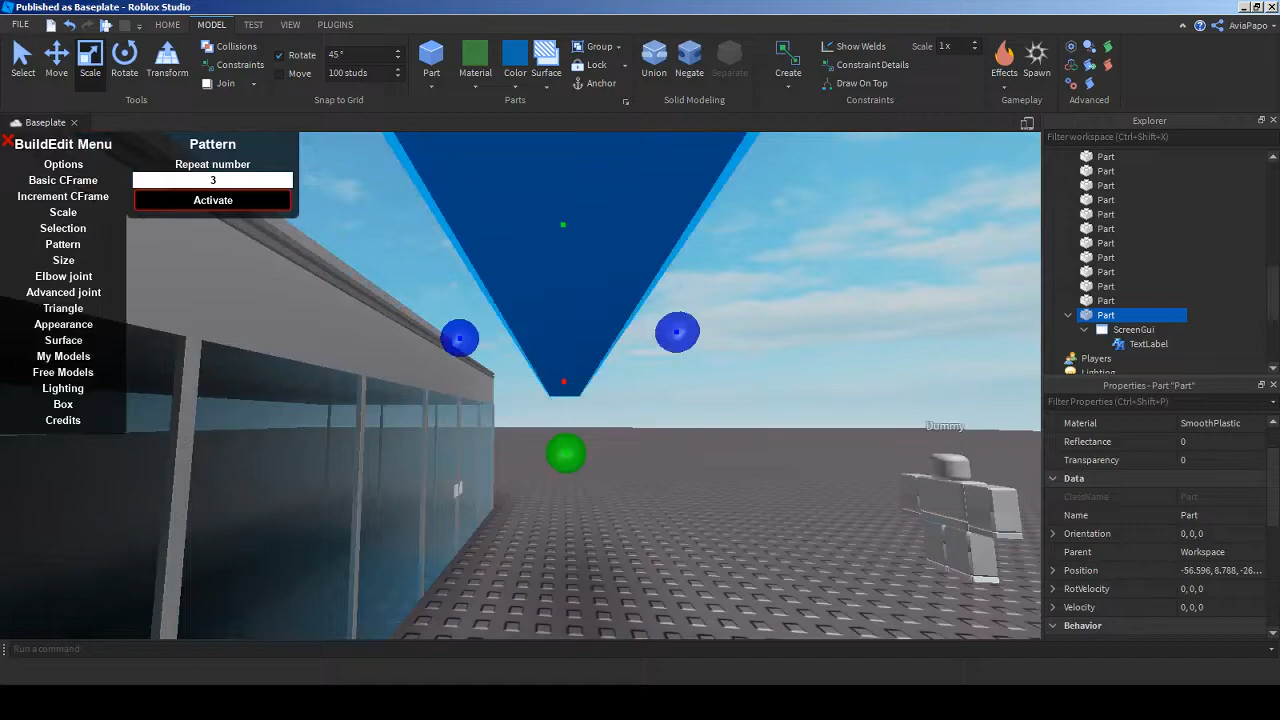 Published as Baseplate - Roblox Studio
FILE
HOME MODEL TEST VIEW PLUGINS
AviaPapo
Select Move Scale Rotate Transform
Collisions
Constraints
Join
Tools
Rotate 45°
Move 100 studs
Snap to Grid
Part Material Color Surface
Group
Lock
Anchor
Parts
Union Negate Separate
Solid Modeling
Create
Show Welds Scale 1x
Constraint Details
Draw On Top
Constraints
Effects Spawn
Gameplay
Advanced
Baseplate
BuildEdit Menu
Options
Basic CFrame
Increment CFrame
Scale
Selection
Pattern
Size
Elbow joint
Advanced joint
Triangle
Appearance
Surface
My Models
Free Models
Lighting
Box
Credits
Pattern
Repeat number
3
Activate
Dummy
Explorer
Filter workspace (Ctrl+Shift+X)
Part
Part
Part
Part
Part
Part
Part
Part
Part
Part
Part
Part
ScreenGui
TextLabel
Players
Lighting
Properties - Part "Part"
Filter Properties (Ctrl+Shift+P)
Material SmoothPlastic
Reflectance 0
Transparency 0
Data
ClassName Part
Name Part
Orientation 0,0,0
Parent Workspace
Position -56.596, 8.788, -26...
RotVelocity 0,0,0
Velocity 0,0,0
Behavior
Run a command